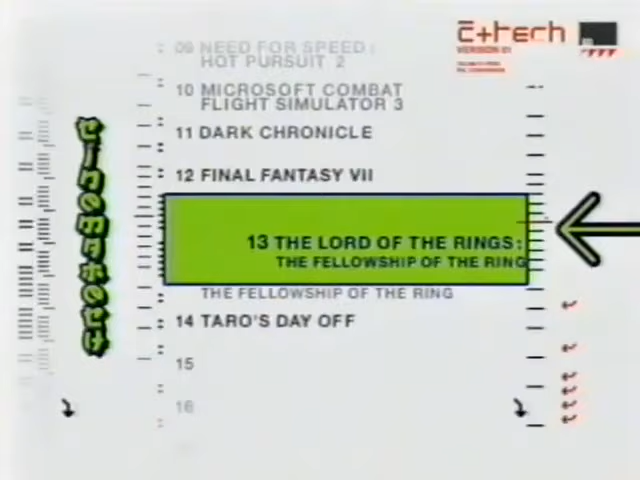 C+tech
VERSION 01
09 NEED FOR SPEED:
HOT PURSUIT 2
10 MICROSOFT COMBAT
FLIGHT SIMULATOR 3
11 DARK CHRONICLE
12 FINAL FANTASY VII
13 THE LORD OF THE RINGS:
THE FELLOWSHIP OF THE RING
THE FELLOWSHIP OF THE RING
14 TARO'S DAY OFF
15
16